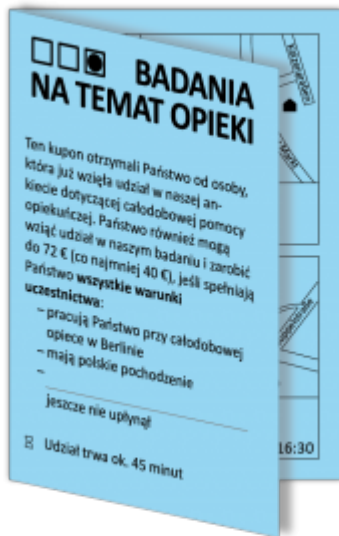 BADANIA
NA TEMAT OPIEKI
Ten kupon otrzymali Państwo od osoby,
która już wzięła udział w naszej an-
kiecie dotyczącej całodobowej pomocy
opiekuńczej. Państwo również mogą
wziąć udział w naszym badaniu i zarobić
do 72 € (co najmniej 40 €), jeśli spełniają
Państwo wszystkie warunki
uczestnictwa:
– pracują Państwo przy całodobowej
opiece w Berlinie
– mają polskie pochodzenie
–
jeszcze nie upłynął
Udział trwa ok. 45 minut
16:30